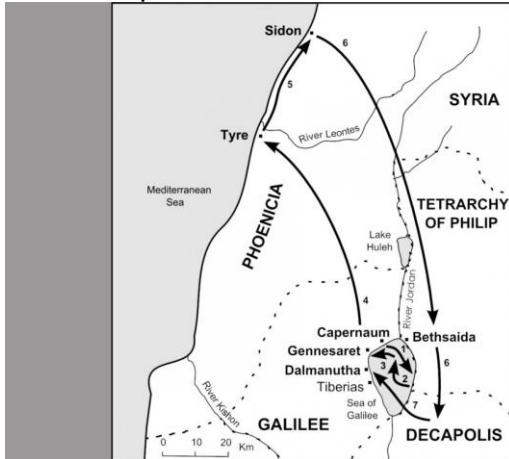 Sidon
6
SYRIA
5
River Leontes
Tyre
Mediterranean
Sea
PHOENICIA
TETRARCHY
OF PHILIP
Lake
Huleh
River Jordan
4
Capernaum
Bethsaida
Gennesaret
1
3
6
Dalmanutha
2
Tiberias
7
Sea of
Galilee
River Kishon
GALILEE
DECAPOLIS
0 10 20
Km